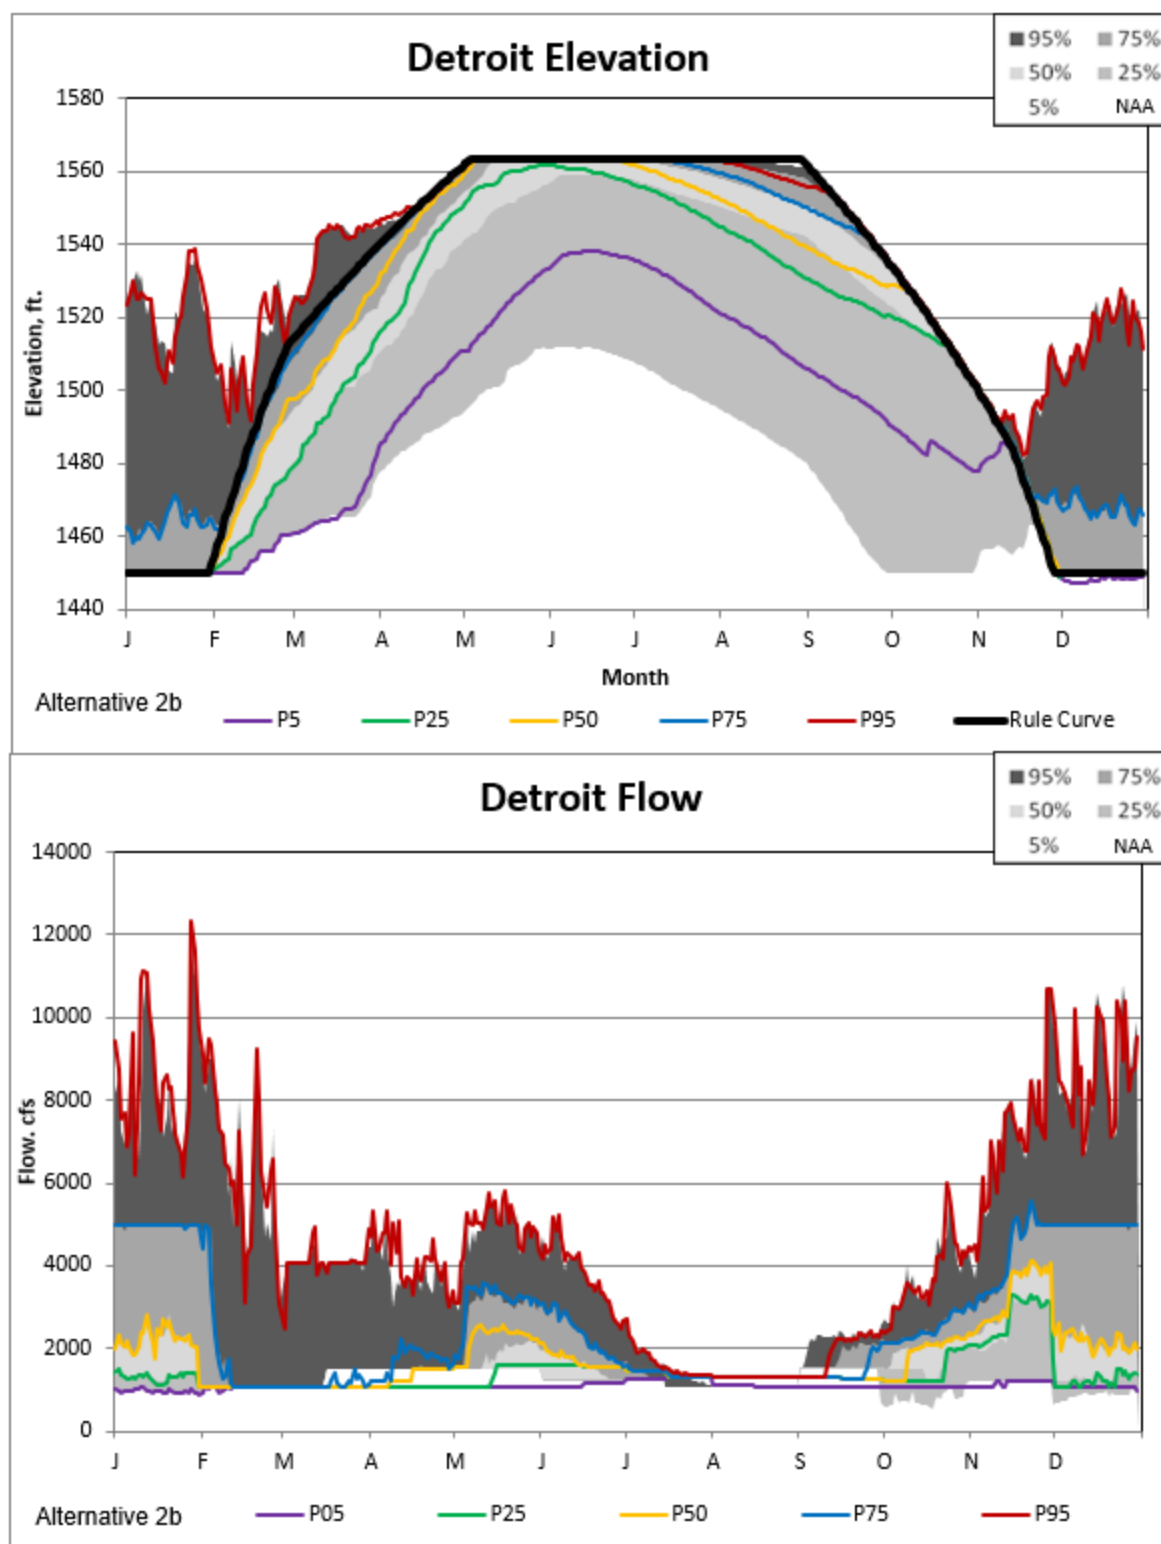 95% 75%
50% 25%
5% NAA
Detroit Elevation
1580
1560
1540
1520
1500
1480
1460
1440
Elevation, ft.
J F M A M J J A S O N D
Month
Alternative 2b
P5 P25 P50 P75 P95 Rule Curve
95% 75%
50% 25%
5% NAA
Detroit Flow
14000
12000
10000
8000
6000
4000
2000
0
Flow. cfs
J F M A M J J A S O N D
Alternative 2b
P05 P25 P50 P75 P95